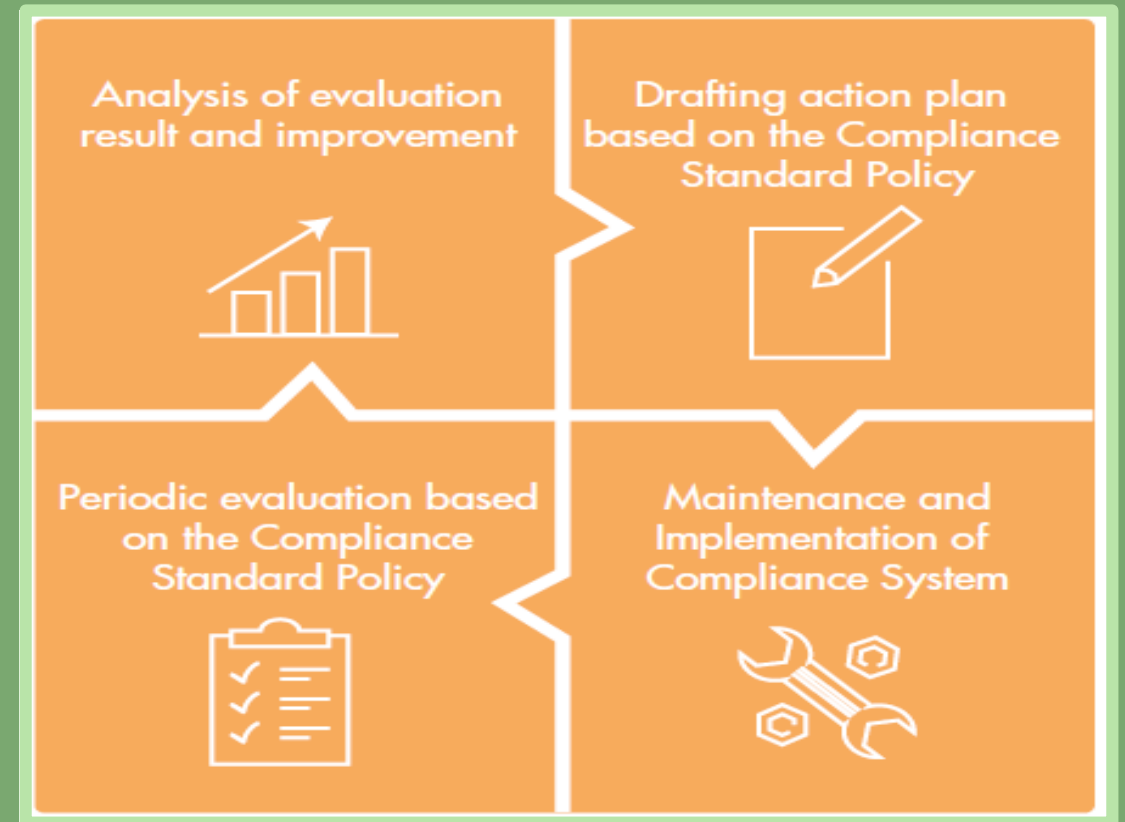 Analysis of evaluation
result and improvement
Drafting action plan
based on the Compliance
Standard Policy
Periodic evaluation based
on the Compliance
Standard Policy
Maintenance and
Implementation of
Compliance System